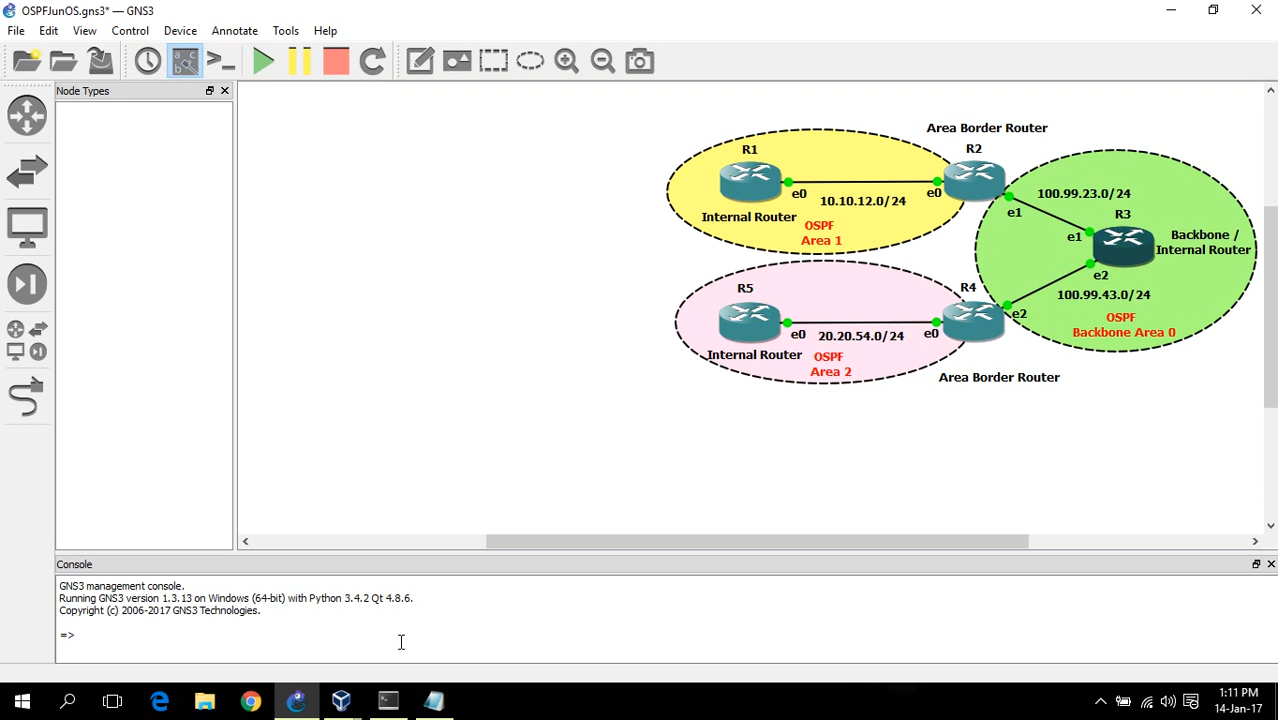 OSPFJunOS.gns3* — GNS3
File Edit View Control Device Annotate Tools Help
Node Types
Area Border Router
R1
R2
e0
10.10.12.0/24
e0
Internal Router
OSPF
Area 1
100.99.23.0/24
e1
R3
e1
Backbone /
Internal Router
e2
100.99.43.0/24
e2
OSPF
Backbone Area 0
R5
R4
e0
20.20.54.0/24
e0
Internal Router
OSPF
Area 2
Area Border Router
Console
GNS3 management console.
Running GNS3 version 1.3.13 on Windows (64-bit) with Python 3.4.2 Qt 4.8.6.
Copyright (c) 2006-2017 GNS3 Technologies.
=>
1:11 PM
14-Jan-17